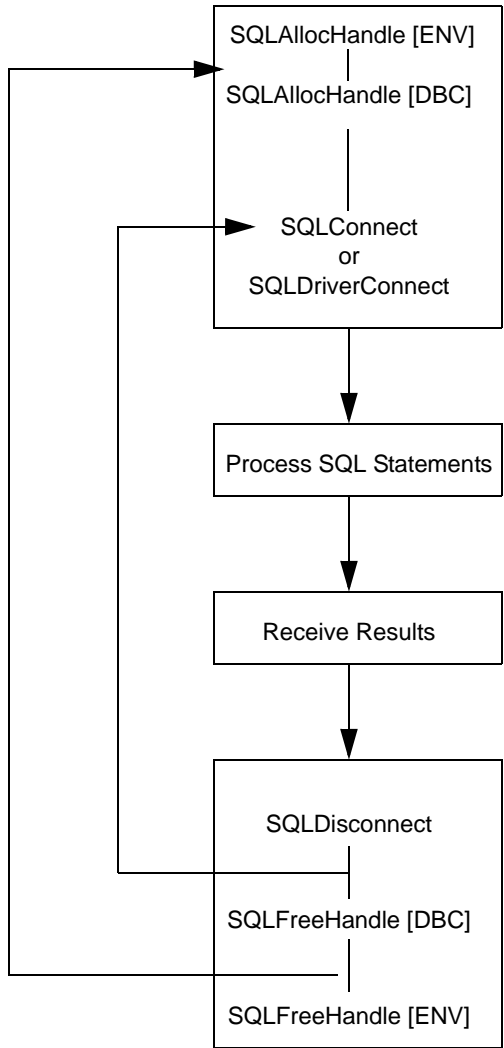 SQLAllocHandle [ENV]
SQLAllocHandle [DBC]
SQLConnect
or
SQLDriverConnect
Process SQL Statements
Receive Results
SQLDisconnect
SQLFreeHandle [DBC]
SQLFreeHandle [ENV]